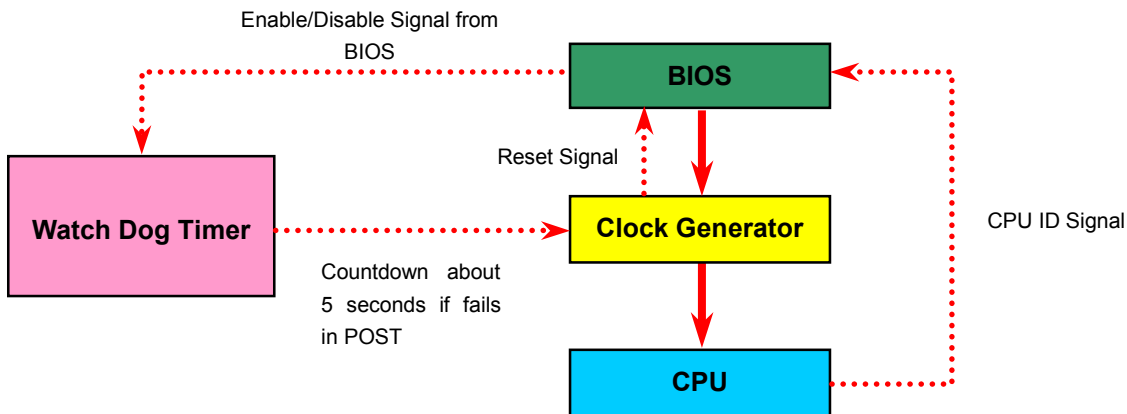 Enable/Disable Signal from
BIOS
BIOS
Reset Signal
Watch Dog Timer
Clock Generator
CPU ID Signal
Countdown about
5 seconds if fails
in POST
CPU